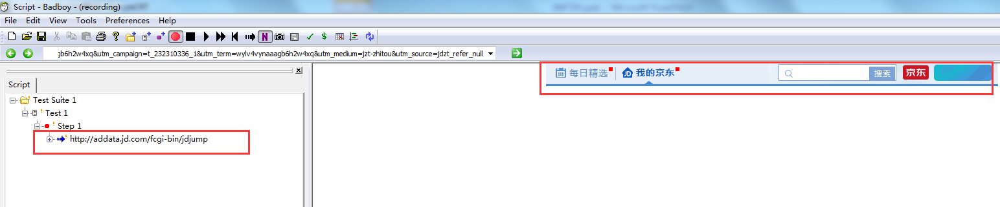 Script - Badboy - (recording)
File Edit View Tools Preferences Help
N $
gb6h2w4xq&utm_campaign=t_232310336_1&utm_term=wylv4vynaaagb6h2w4xq&utm_medium=jzt-zhitou&utm_source=jdzt_refer_null
每日精选 JD 我的京东 搜索 京东
Script
Test Suite 1
Test 1
Step 1
http://addata.jd.com/fcgi-bin/jdjump